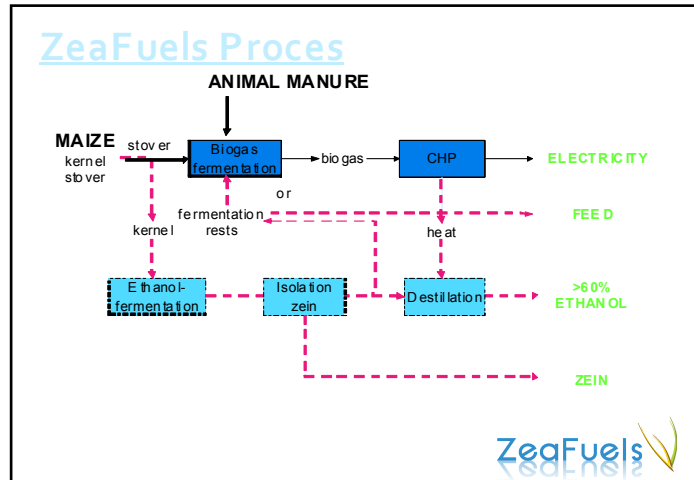 ZeaFuels Proces
ANIMAL MANURE
MAIZE
kernel
stover
stover
Biogas
fermentation
biogas
CHP
ELECTRICITY
or
fermentation
rests
FEED
kernel
heat
Ethanol-
fermentation
Isolation
zein
Destillation
>60%
ETHANOL
ZEIN
ZeaFuels